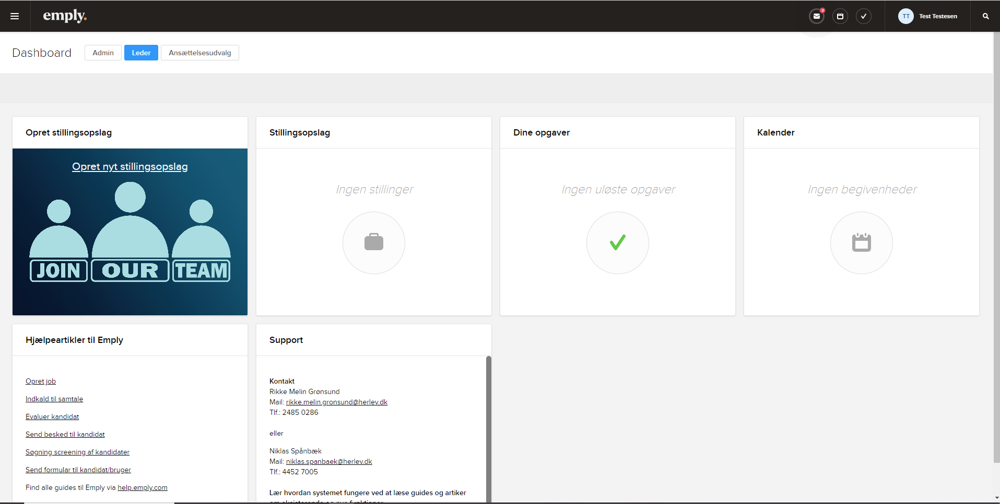 emply.
2
TT
Test Testesen
Dashboard
Admin
Leder
Ansættelsesudvalg
Opret stillingsopslag
Opret nyt stillingsopslag
JOIN OUR TEAM
Stillingsopslag
Ingen stillinger
Dine opgaver
Ingen uløste opgaver
Kalender
Ingen begivenheder
Hjælpeartikler til Emply
Opret job
Indkald til samtale
Evaluer kandidat
Send besked til kandidat
Søgning screening af kandidater
Send formular til kandidat/bruger
Find alle guides til Emply via help.emply.com
Support
Kontakt
Rikke Melin Grønsund
Mail: rikke.melin.gronsund@herlev.dk
Tlf.: 2485 0286
eller
Niklas Spånbæk
Mail: niklas.spanbaek@herlev.dk
Tlf.: 4452 7005
Lær hvordan systemet fungere ved at læse guides og artiker
om eksisterende og nye funktioner